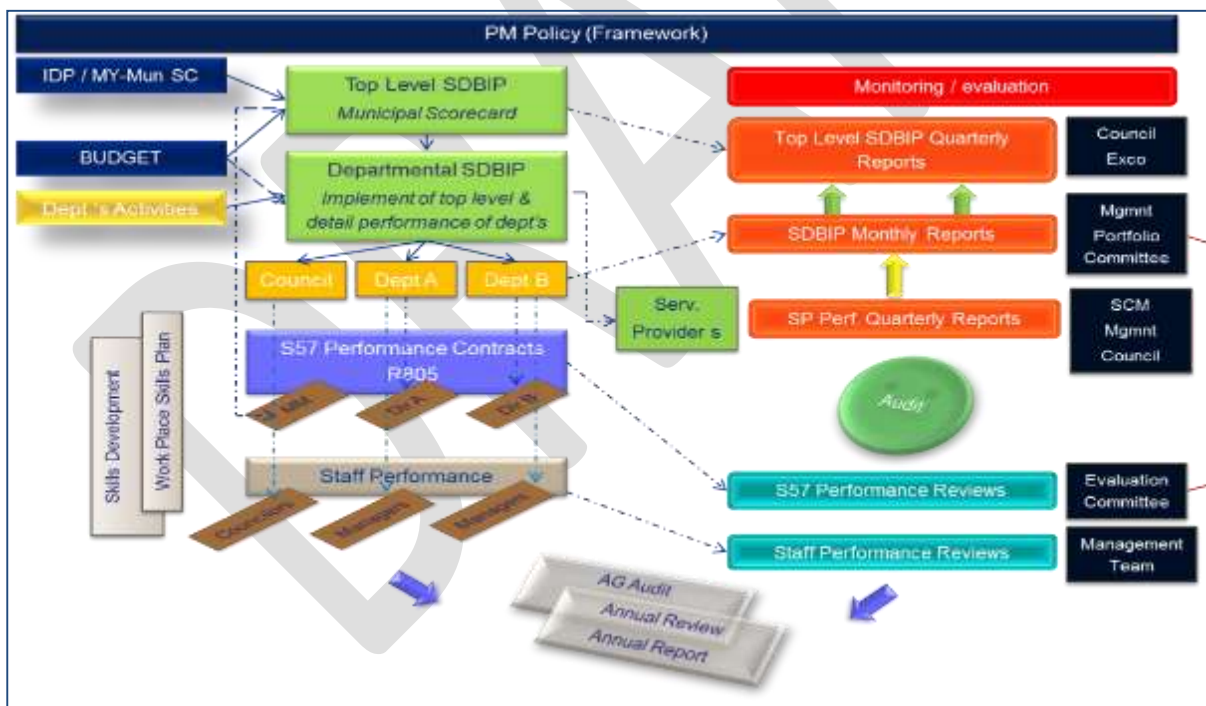 PM Policy (Framework)
IDP / MY-Mun SC
BUDGET
Dept 's Activities
Top Level SDBIP
Municipal Scorecard
Departmental SDBIP
Implement of top level &
detail performance of dept's
Council
Dept A
Dept B
Serv.
Provider s
S57 Performance Contracts
R805
MM
Dir A
Dir B
Staff Performance
Councilors
Managers
Managers
Skills Development
Work Place Skills Plan
Monitoring / evaluation
Top Level SDBIP Quarterly
Reports
SDBIP Monthly Reports
SP Perf. Quarterly Reports
Audit
S57 Performance Reviews
Staff Performance Reviews
Council
Exco
Mgmnt
Portfolio
Committee
SCM
Mgmnt
Council
Evaluation
Committee
Management
Team
AG Audit
Annual Review
Annual Report
DRAFT